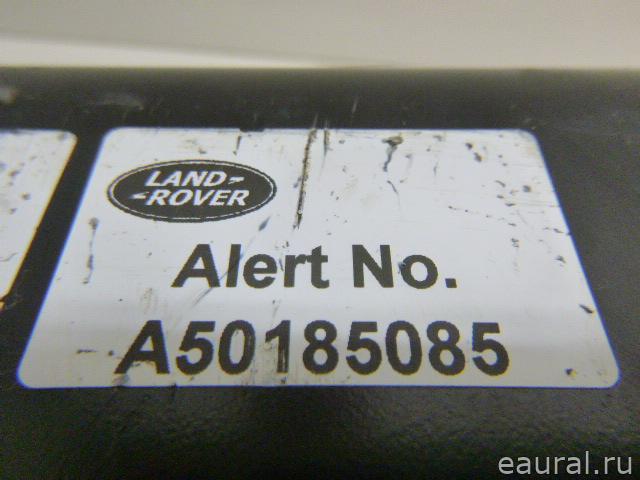 LAND-
-ROVER
Alert No.
A50185085
eaural.ru